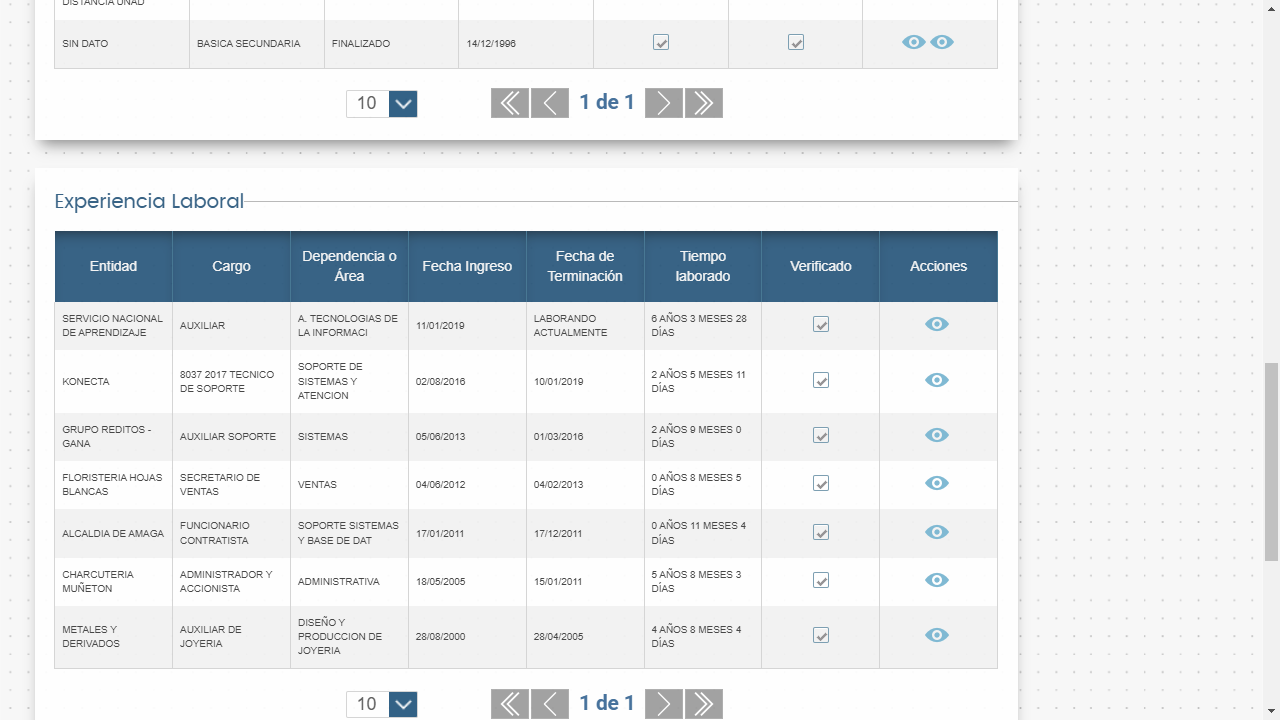 DISTANCIA UNAD
SIN DATO BASICA SECUNDARIA FINALIZADO 14/12/1996
10 1 de 1
Experiencia Laboral
Entidad Cargo Dependencia o Área Fecha Ingreso Fecha de Terminación Tiempo laborado Verificado Acciones
SERVICIO NACIONAL DE APRENDIZAJE AUXILIAR A. TECNOLOGIAS DE LA INFORMACI 11/01/2019 LABORANDO ACTUALMENTE 6 AÑOS 3 MESES 28 DÍAS
KONECTA 8037 2017 TECNICO DE SOPORTE SOPORTE DE SISTEMAS Y ATENCION 02/08/2016 10/01/2019 2 AÑOS 5 MESES 11 DÍAS
GRUPO REDITOS - GANA AUXILIAR SOPORTE SISTEMAS 05/06/2013 01/03/2016 2 AÑOS 9 MESES 0 DÍAS
FLORISTERIA HOJAS BLANCAS SECRETARIO DE VENTAS VENTAS 04/06/2012 04/02/2013 0 AÑOS 8 MESES 5 DÍAS
ALCALDIA DE AMAGA FUNCIONARIO CONTRATISTA SOPORTE SISTEMAS Y BASE DE DAT 17/01/2011 17/12/2011 0 AÑOS 11 MESES 4 DÍAS
CHARCUTERIA MUÑETON ADMINISTRADOR Y ACCIONISTA ADMINISTRATIVA 18/05/2005 15/01/2011 5 AÑOS 8 MESES 3 DÍAS
METALES Y DERIVADOS AUXILIAR DE JOYERIA DISEÑO Y PRODUCCION DE JOYERIA 28/08/2000 28/04/2005 4 AÑOS 8 MESES 4 DÍAS
10 1 de 1